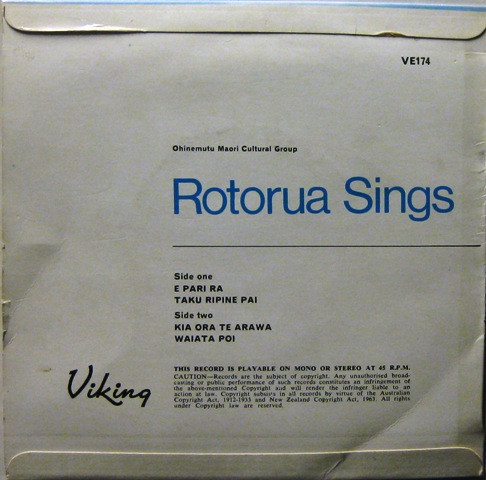 VE174
Ohinemutu Maori Cultural Group
Rotorua Sings
Side one
E PARI RA
TAKU RIPINE PAI
Side two
KIA ORA TE ARAWA
WAIATA POI
Viking
THIS RECORD IS PLAYABLE ON MONO OR STEREO AT 45 R.P.M.
CAUTION—Records are the subject of copyright. Any unauthorised broad-
casting or public performance of such records constitutes an infringement of
the above-mentioned Copyright and will render the infringer liable to an
action at law. Copyright subsists in all records by virtue of the Australian
Copyright Act, 1912-1935 and New Zealand Copyright Act, 1963. All rights
under Copyright law are reserved.